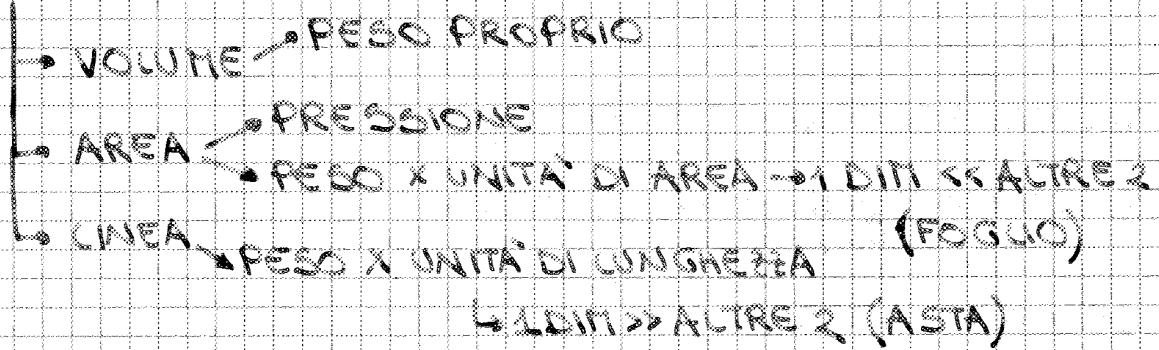 → VOLUME → PESO PROPRIO
→ AREA → PRESSIONE
→ PESO X UNITÀ DI AREA → 1 DIM << ALTRE 2
(FOGLIO)
→ LINEA → PESO X UNITÀ DI LUNGHEZZA
↳ 1 DIM >> ALTRE 2 (ASTA)